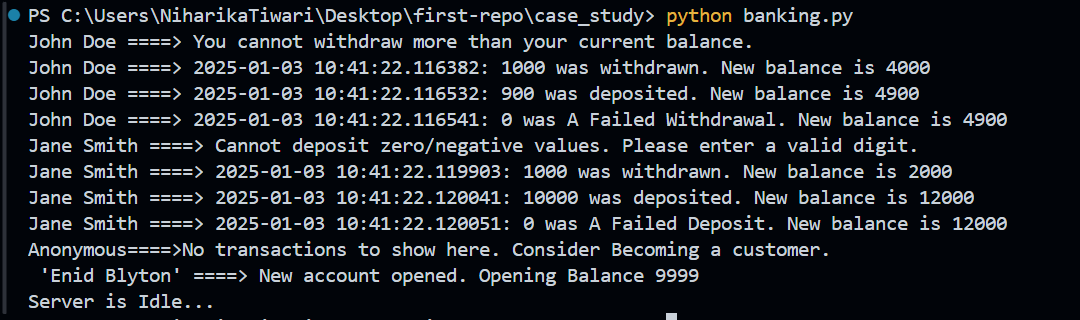 PS C:\Users\NiharikaTiwari\Desktop\first-repo\case_study> python banking.py
John Doe ====> You cannot withdraw more than your current balance.
John Doe ====> 2025-01-03 10:41:22.116382: 1000 was withdrawn. New balance is 4000
John Doe ====> 2025-01-03 10:41:22.116532: 900 was deposited. New balance is 4900
John Doe ====> 2025-01-03 10:41:22.116541: 0 was A Failed Withdrawal. New balance is 4900
Jane Smith ====> Cannot deposit zero/negative values. Please enter a valid digit.
Jane Smith ====> 2025-01-03 10:41:22.119903: 1000 was withdrawn. New balance is 2000
Jane Smith ====> 2025-01-03 10:41:22.120041: 10000 was deposited. New balance is 12000
Jane Smith ====> 2025-01-03 10:41:22.120051: 0 was A Failed Deposit. New balance is 12000
Anonymous====>No transactions to show here. Consider Becoming a customer.
 'Enid Blyton' ====> New account opened. Opening Balance 9999
Server is Idle...